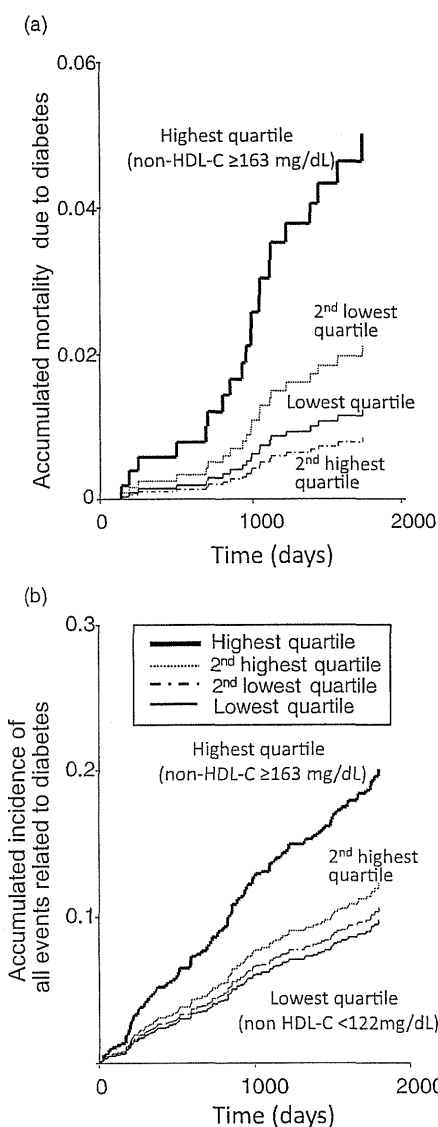 (a)
0.06
0.04
0.02
0
Accumulated mortality due to diabetes
Highest quartile
(non-HDL-C ≥163 mg/dL)
2nd lowest
quartile
Lowest quartile
2nd highest
quartile
0
1000
2000
Time (days)
(b)
0.3
0.2
0.1
Accumulated incidence of
all events related to diabetes
Highest quartile
2nd highest quartile
2nd lowest quartile
Lowest quartile
Highest quartile
(non-HDL-C ≥163 mg/dL)
2nd highest
quartile
Lowest quartile
(non HDL-C <122mg/dL)
0
1000
2000
Time (days)